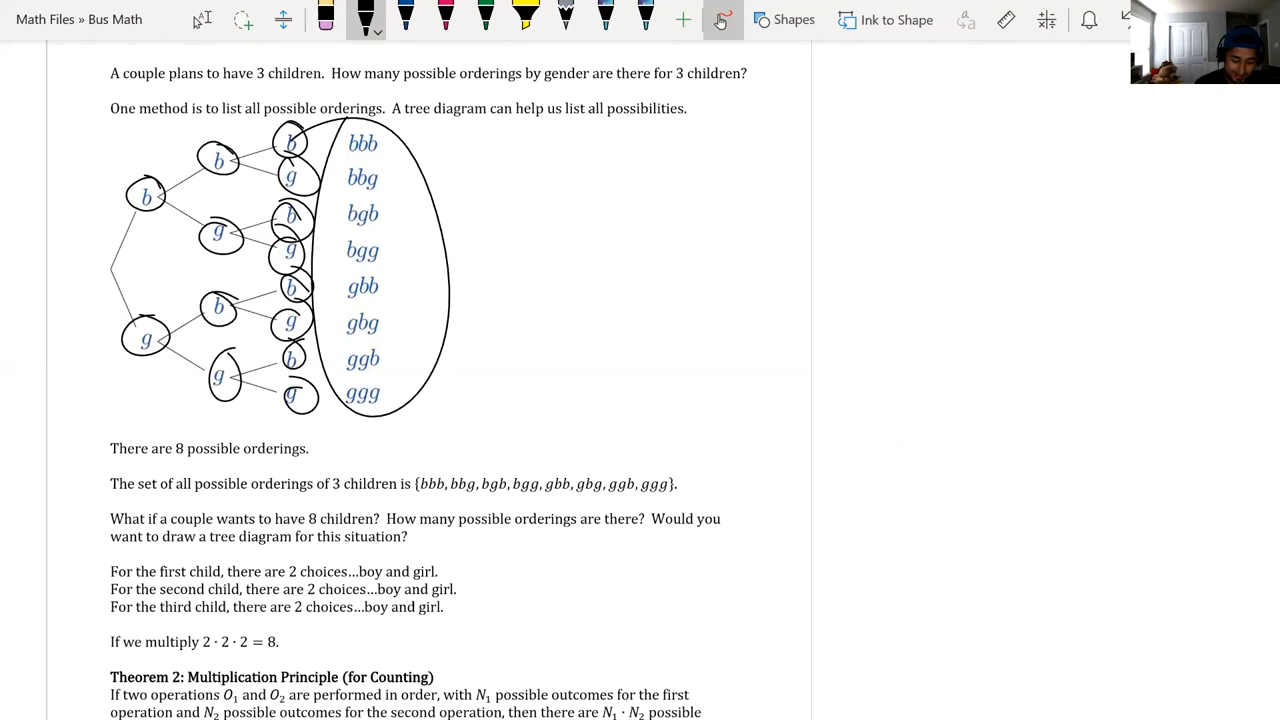 Math Files » Bus Math
Shapes
Ink to Shape
A couple plans to have 3 children. How many possible orderings by gender are there for 3 children?
One method is to list all possible orderings. A tree diagram can help us list all possibilities.
b bbb
b
g bbg
b
b bgb
g
g bgg
b gbb
b
g gbg
g
b ggb
g
g ggg
There are 8 possible orderings.
The set of all possible orderings of 3 children is {bbb, bbg, bgb, bgg, gbb, gbg, ggb, ggg}.
What if a couple wants to have 8 children? How many possible orderings are there? Would you
want to draw a tree diagram for this situation?
For the first child, there are 2 choices…boy and girl.
For the second child, there are 2 choices…boy and girl.
For the third child, there are 2 choices…boy and girl.
If we multiply 2 · 2 · 2 = 8.
Theorem 2: Multiplication Principle (for Counting)
If two operations O₁ and O₂ are performed in order, with N₁ possible outcomes for the first
operation and N₂ possible outcomes for the second operation, then there are N₁ · N₂ possible